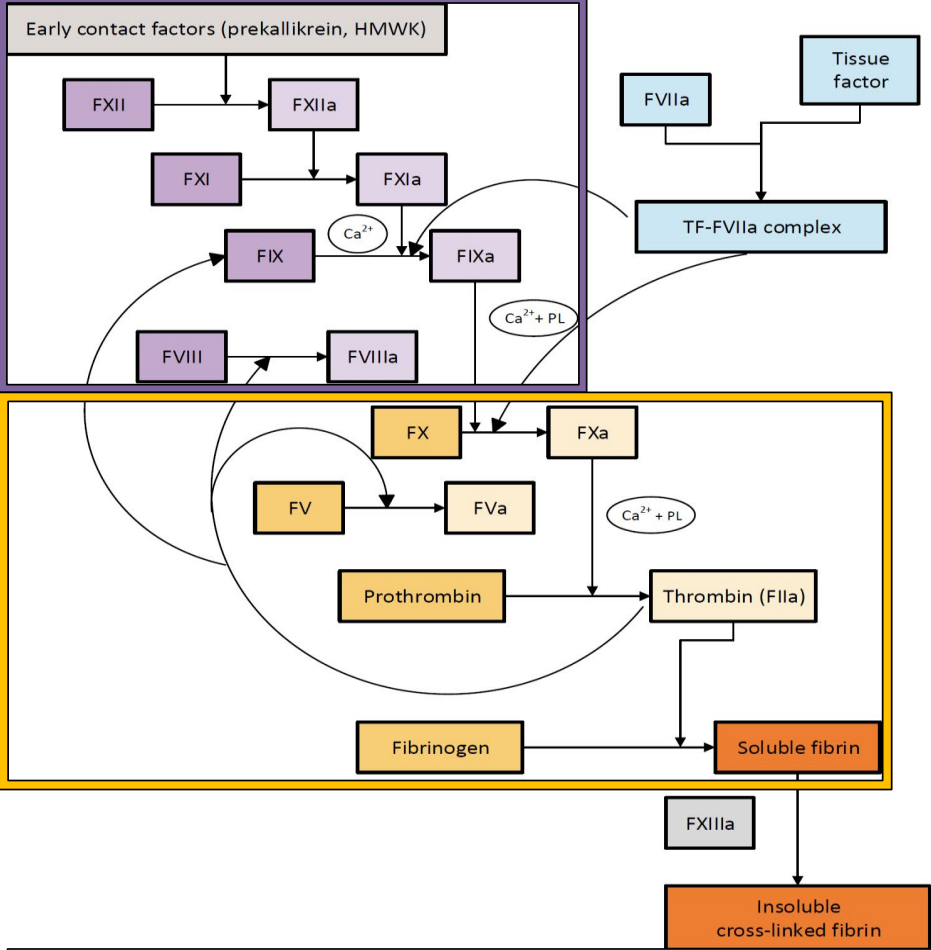 Early contact factors (prekallikrein, HMWK)
Tissue
factor
FVIIa
FXII
FXIIa
FXI
FXIa
TF-FVIIa complex
Ca²⁺
FIX
FIXa
Ca²⁺+ PL
FVIII
FVIIIa
FX
FXa
FV
FVa
Ca²⁺ + PL
Prothrombin
Thrombin (FIIa)
Fibrinogen
Soluble fibrin
FXIIIa
Insoluble
cross-linked fibrin